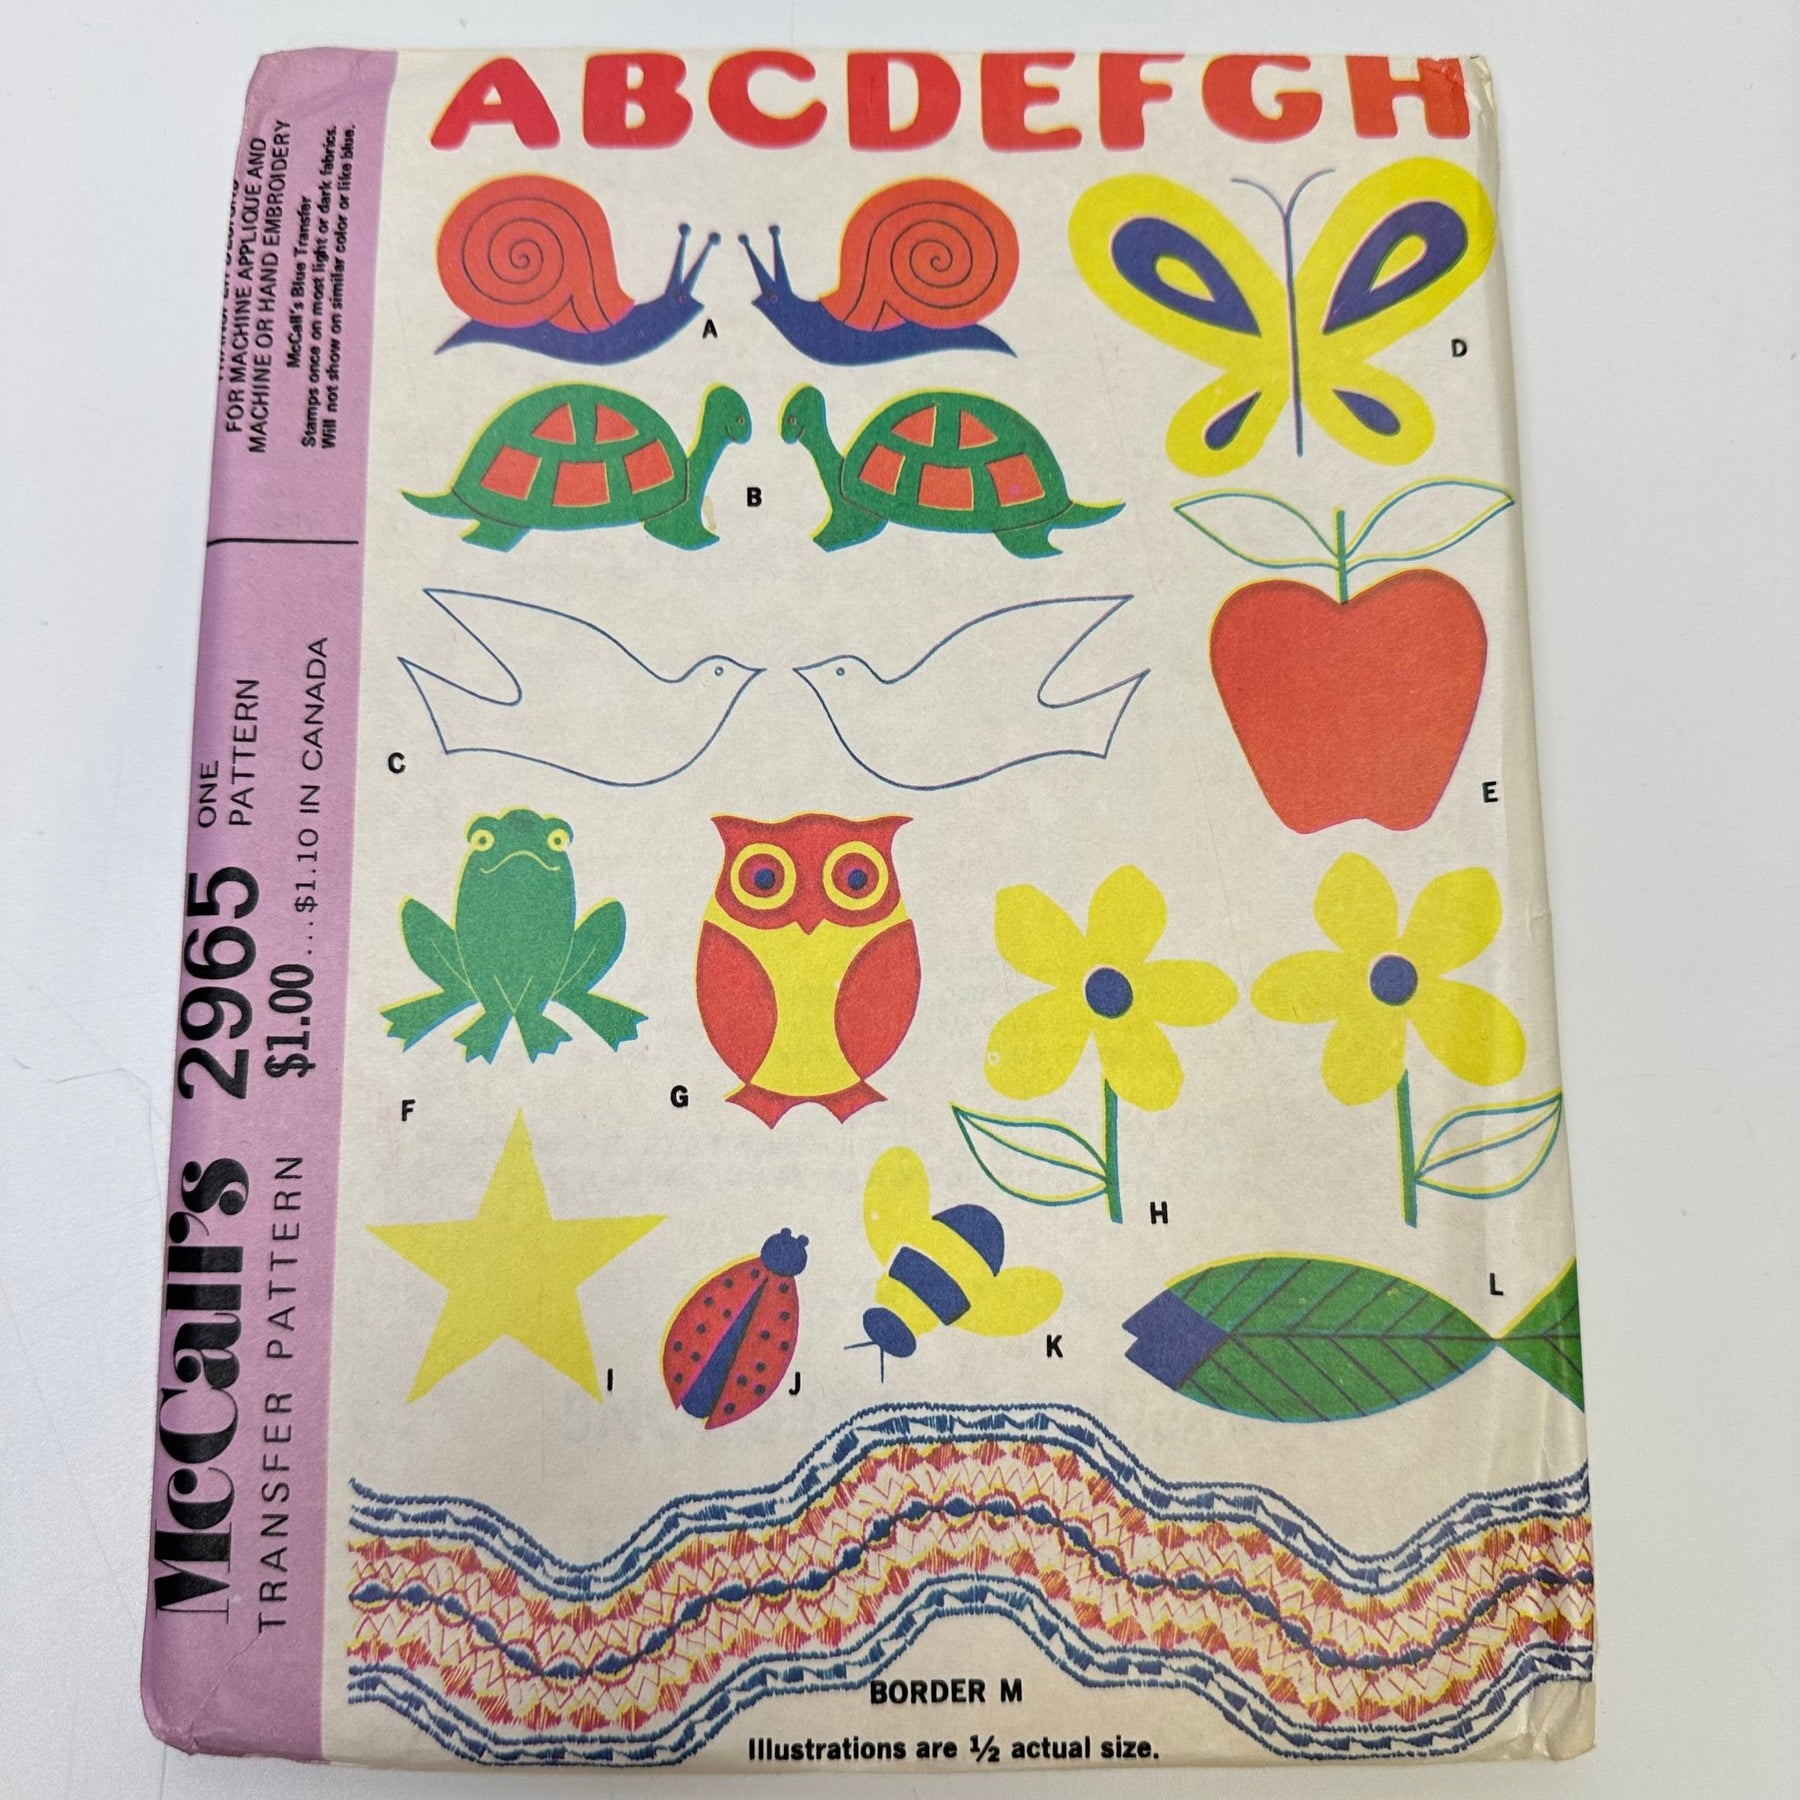 ABCDEFGH
FOR MACHINE APPLIQUE AND
MACHINE OR HAND EMBROIDERY
McCall's Blue Transfer
Stamps once on most light or dark fabrics.
Will not show on similar color or like blue.
McCall's 2965 ONE
PATTERN
TRANSFER PATTERN $1.00....$1.10 IN CANADA
A
D
B
C
E
F
G
H
I
J
K
L
BORDER M
Illustrations are ½ actual size.